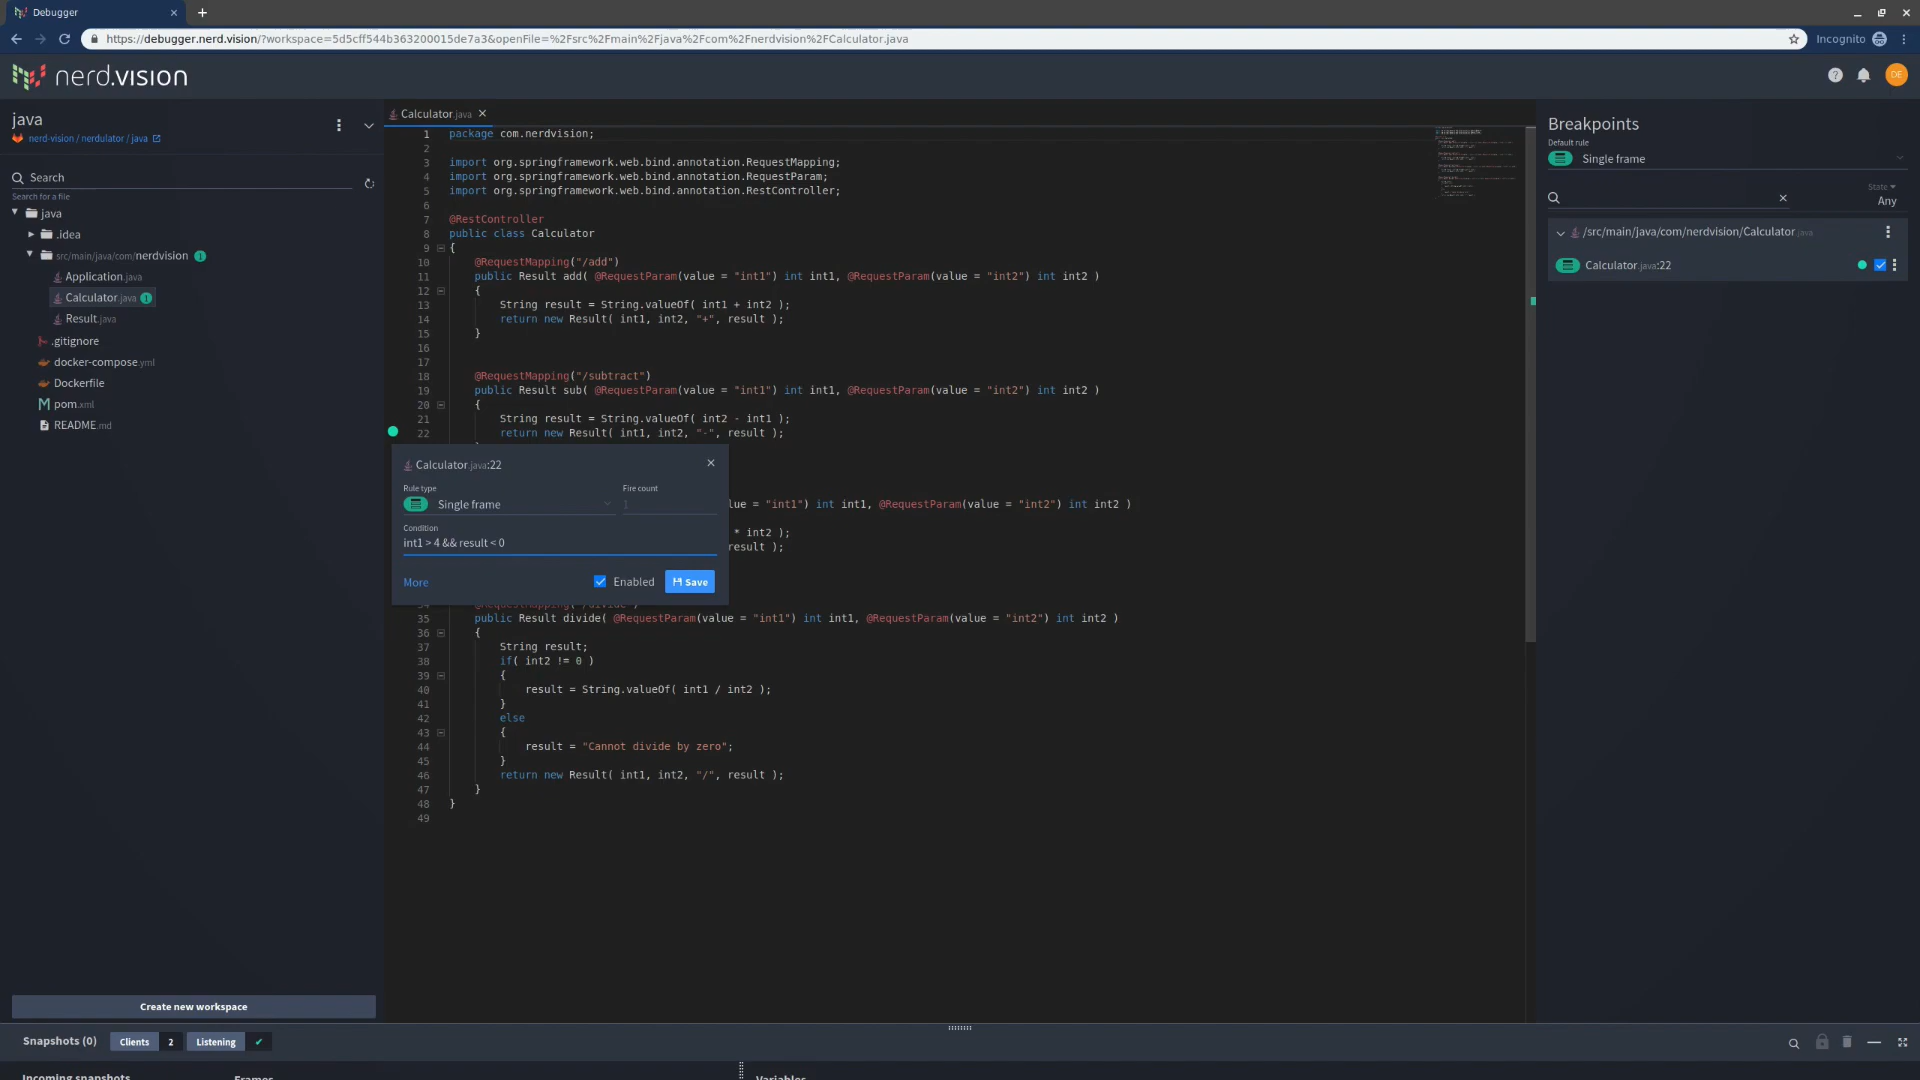 Debugger
https://debugger.nerd.vision/?workspace=5d5cff544b363200015de7a3&openFile=%2Fsrc%2Fmain%2Fjava%2Fcom%2Fnerdvision%2FCalculator.java
Incognito
nerd.vision
DE
java
nerd-vision / nerdulator / java
Search
Search for a file
java
.idea
src/main/java/com/nerdvision 1
Application.java
Calculator.java 1
Result.java
.gitignore
docker-compose.yml
Dockerfile
pom.xml
README.md
Create new workspace
Calculator.java
1 package com.nerdvision;
2
3 import org.springframework.web.bind.annotation.RequestMapping;
4 import org.springframework.web.bind.annotation.RequestParam;
5 import org.springframework.web.bind.annotation.RestController;
6
7 @RestController
8 public class Calculator
9 {
10 @RequestMapping("/add")
11 public Result add( @RequestParam(value = "int1") int int1, @RequestParam(value = "int2") int int2 )
12 {
13 String result = String.valueOf( int1 + int2 );
14 return new Result( int1, int2, "+", result );
15 }
16
17
18 @RequestMapping("/subtract")
19 public Result sub( @RequestParam(value = "int1") int int1, @RequestParam(value = "int2") int int2 )
20 {
21 String result = String.valueOf( int2 - int1 );
22 return new Result( int1, int2, "-", result );
Calculator.java:22
Rule type
Single frame
Fire count
1
Condition
int1 > 4 && result < 0
More
Enabled
Save
lue = "int1") int int1, @RequestParam(value = "int2") int int2 )
* int2 );
result );
35 public Result divide( @RequestParam(value = "int1") int int1, @RequestParam(value = "int2") int int2 )
36 {
37 String result;
38 if( int2 != 0 )
39 {
40 result = String.valueOf( int1 / int2 );
41 }
42 else
43 {
44 result = "Cannot divide by zero";
45 }
46 return new Result( int1, int2, "/", result );
47 }
48 }
49
Breakpoints
Default rule
Single frame
State
Any
/src/main/java/com/nerdvision/Calculator.java
Calculator.java:22
Snapshots (0)
Clients 2
Listening
Incoming snapshots
Frames
Variables